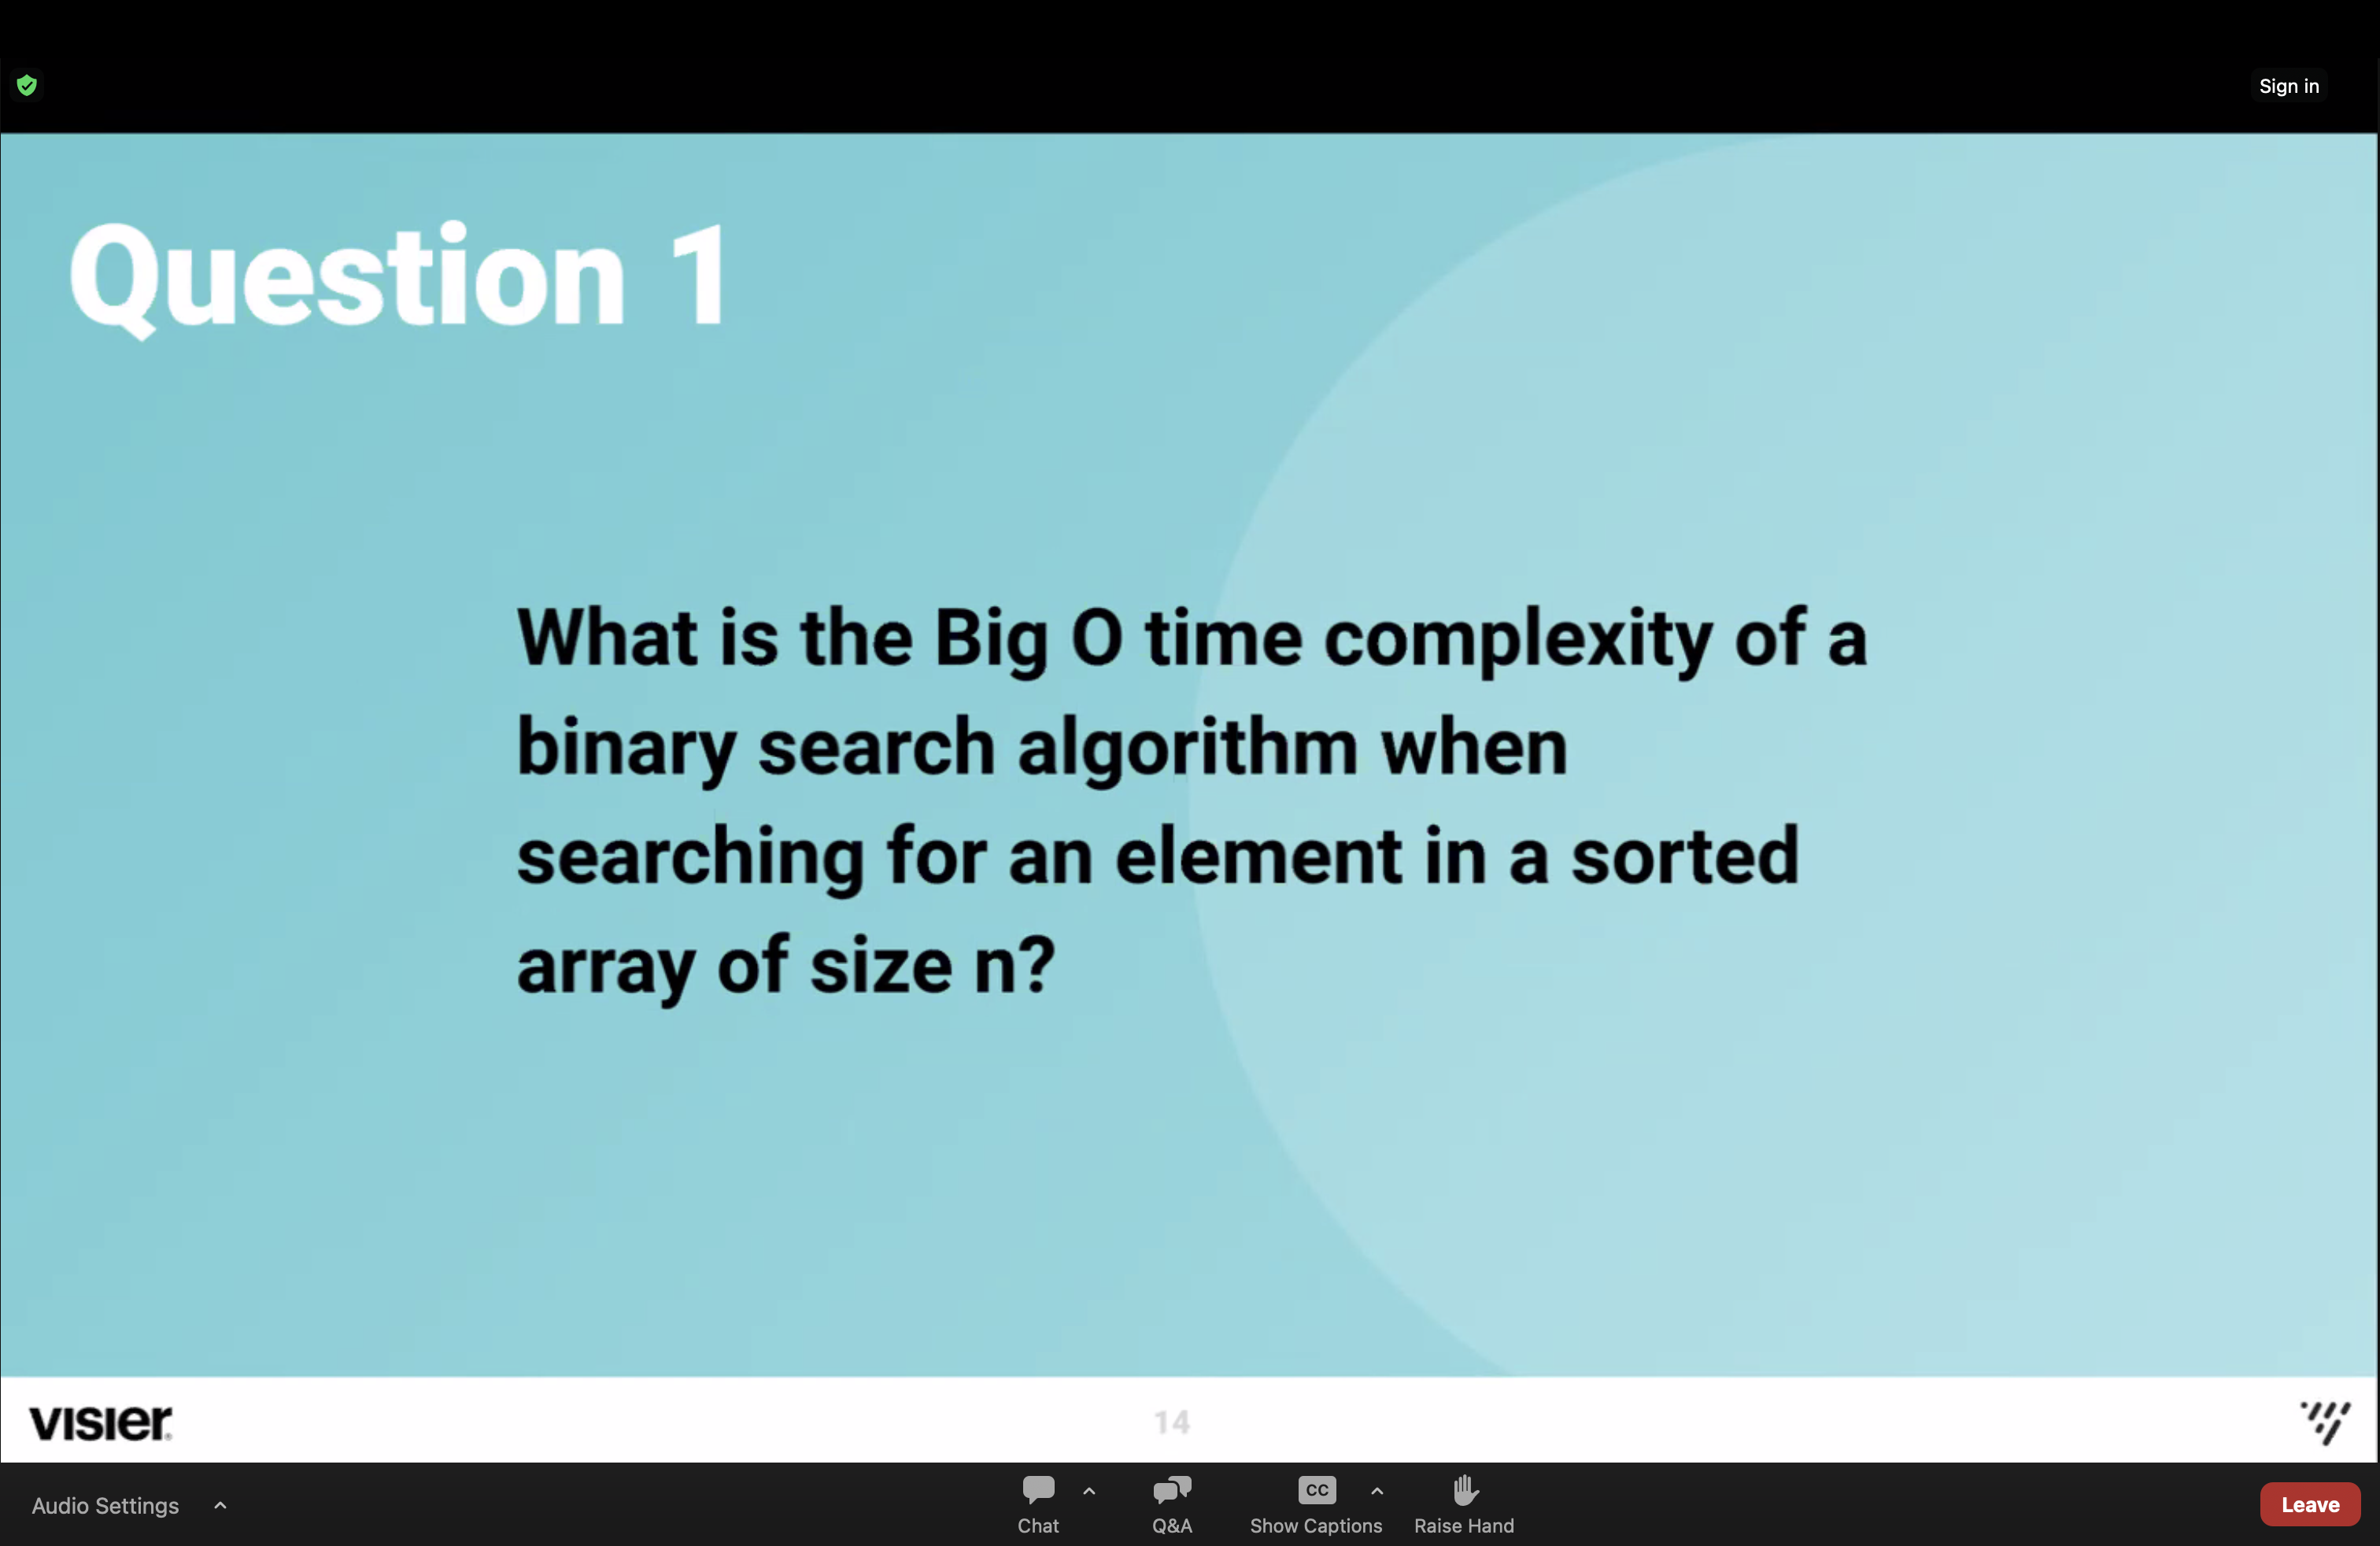 Sign in
Question 1
What is the Big O time complexity of a
binary search algorithm when
searching for an element in a sorted
array of size n?
visier
14
Audio Settings
CC
Chat
Q&A
Show Captions
Raise Hand
Leave